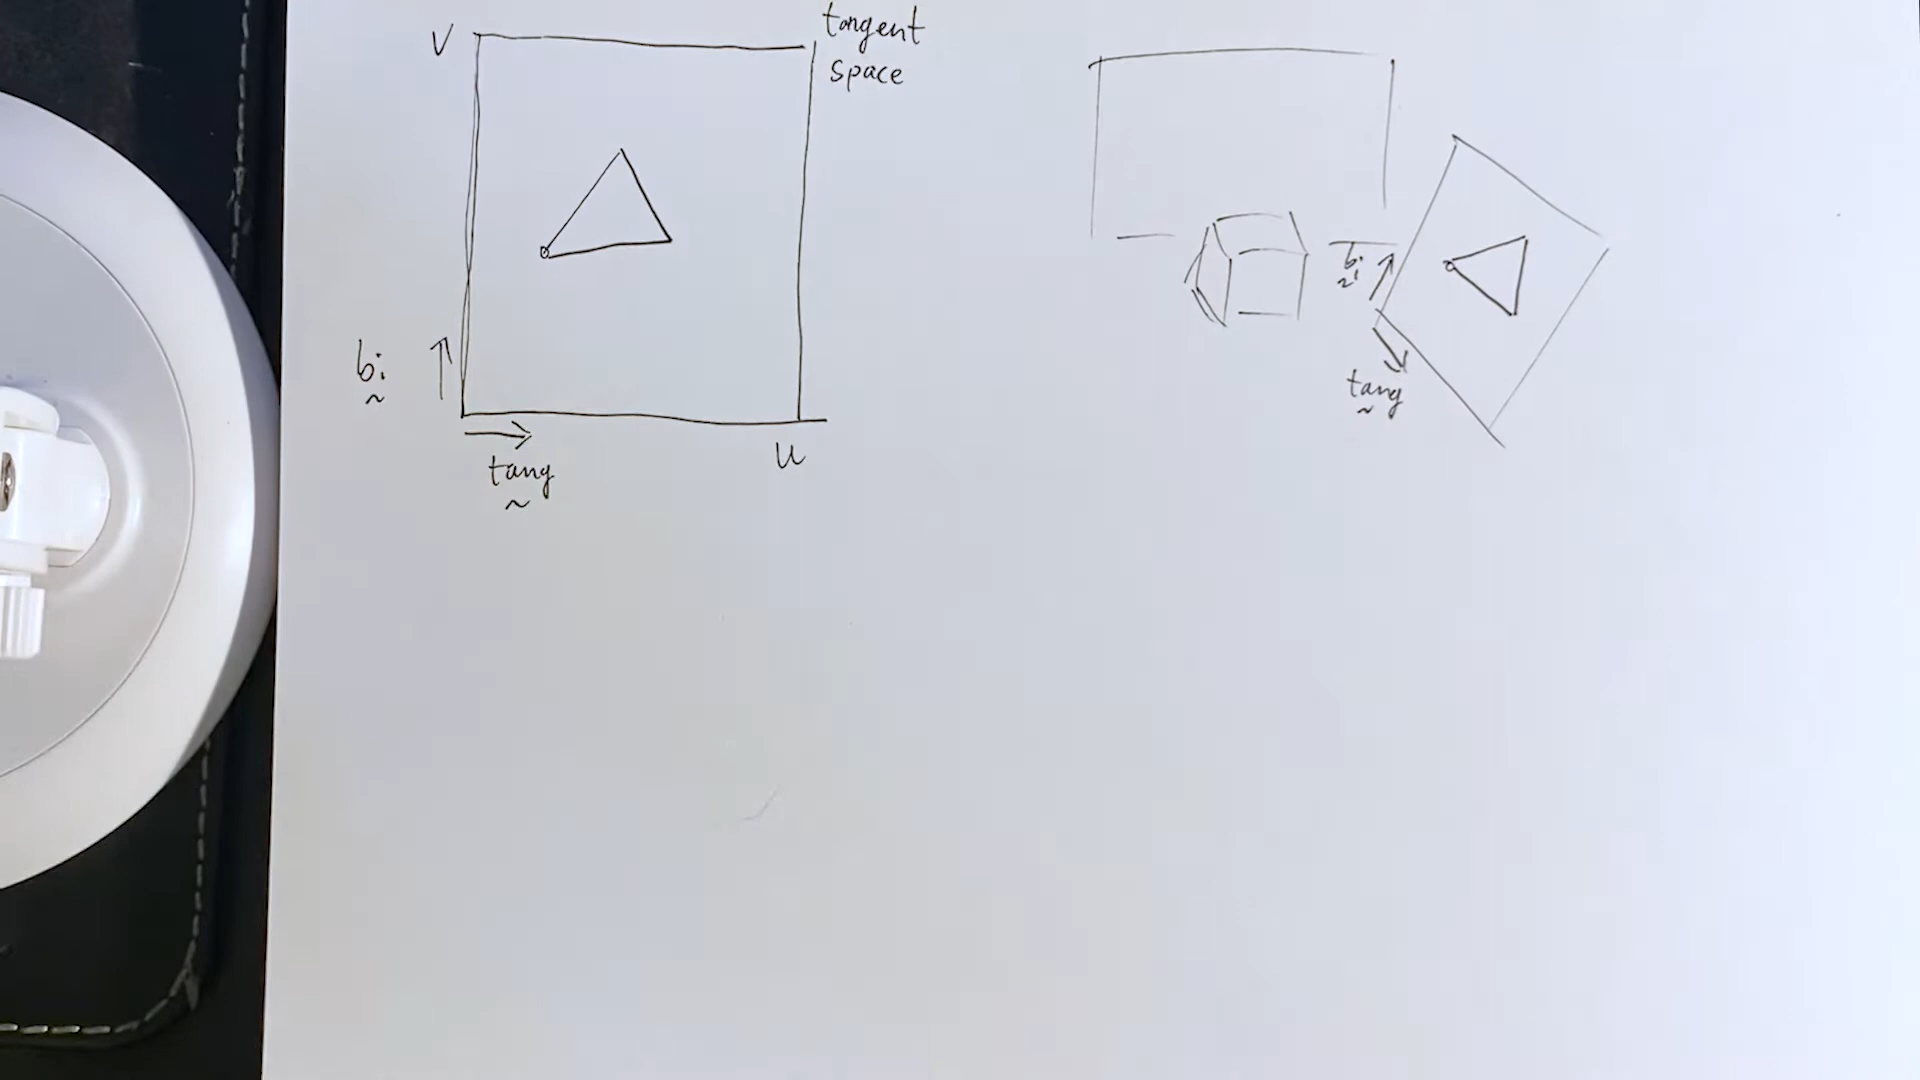 V
tangent
space
bi
~
tang
~
U
bi
~
tang
~